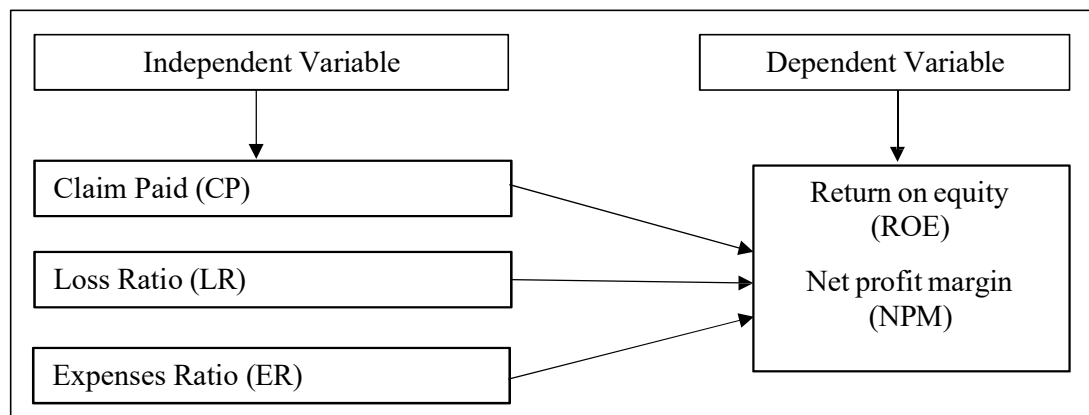 Independent Variable
Dependent Variable
Claim Paid (CP)
Loss Ratio (LR)
Expenses Ratio (ER)
Return on equity
(ROE)
Net profit margin
(NPM)